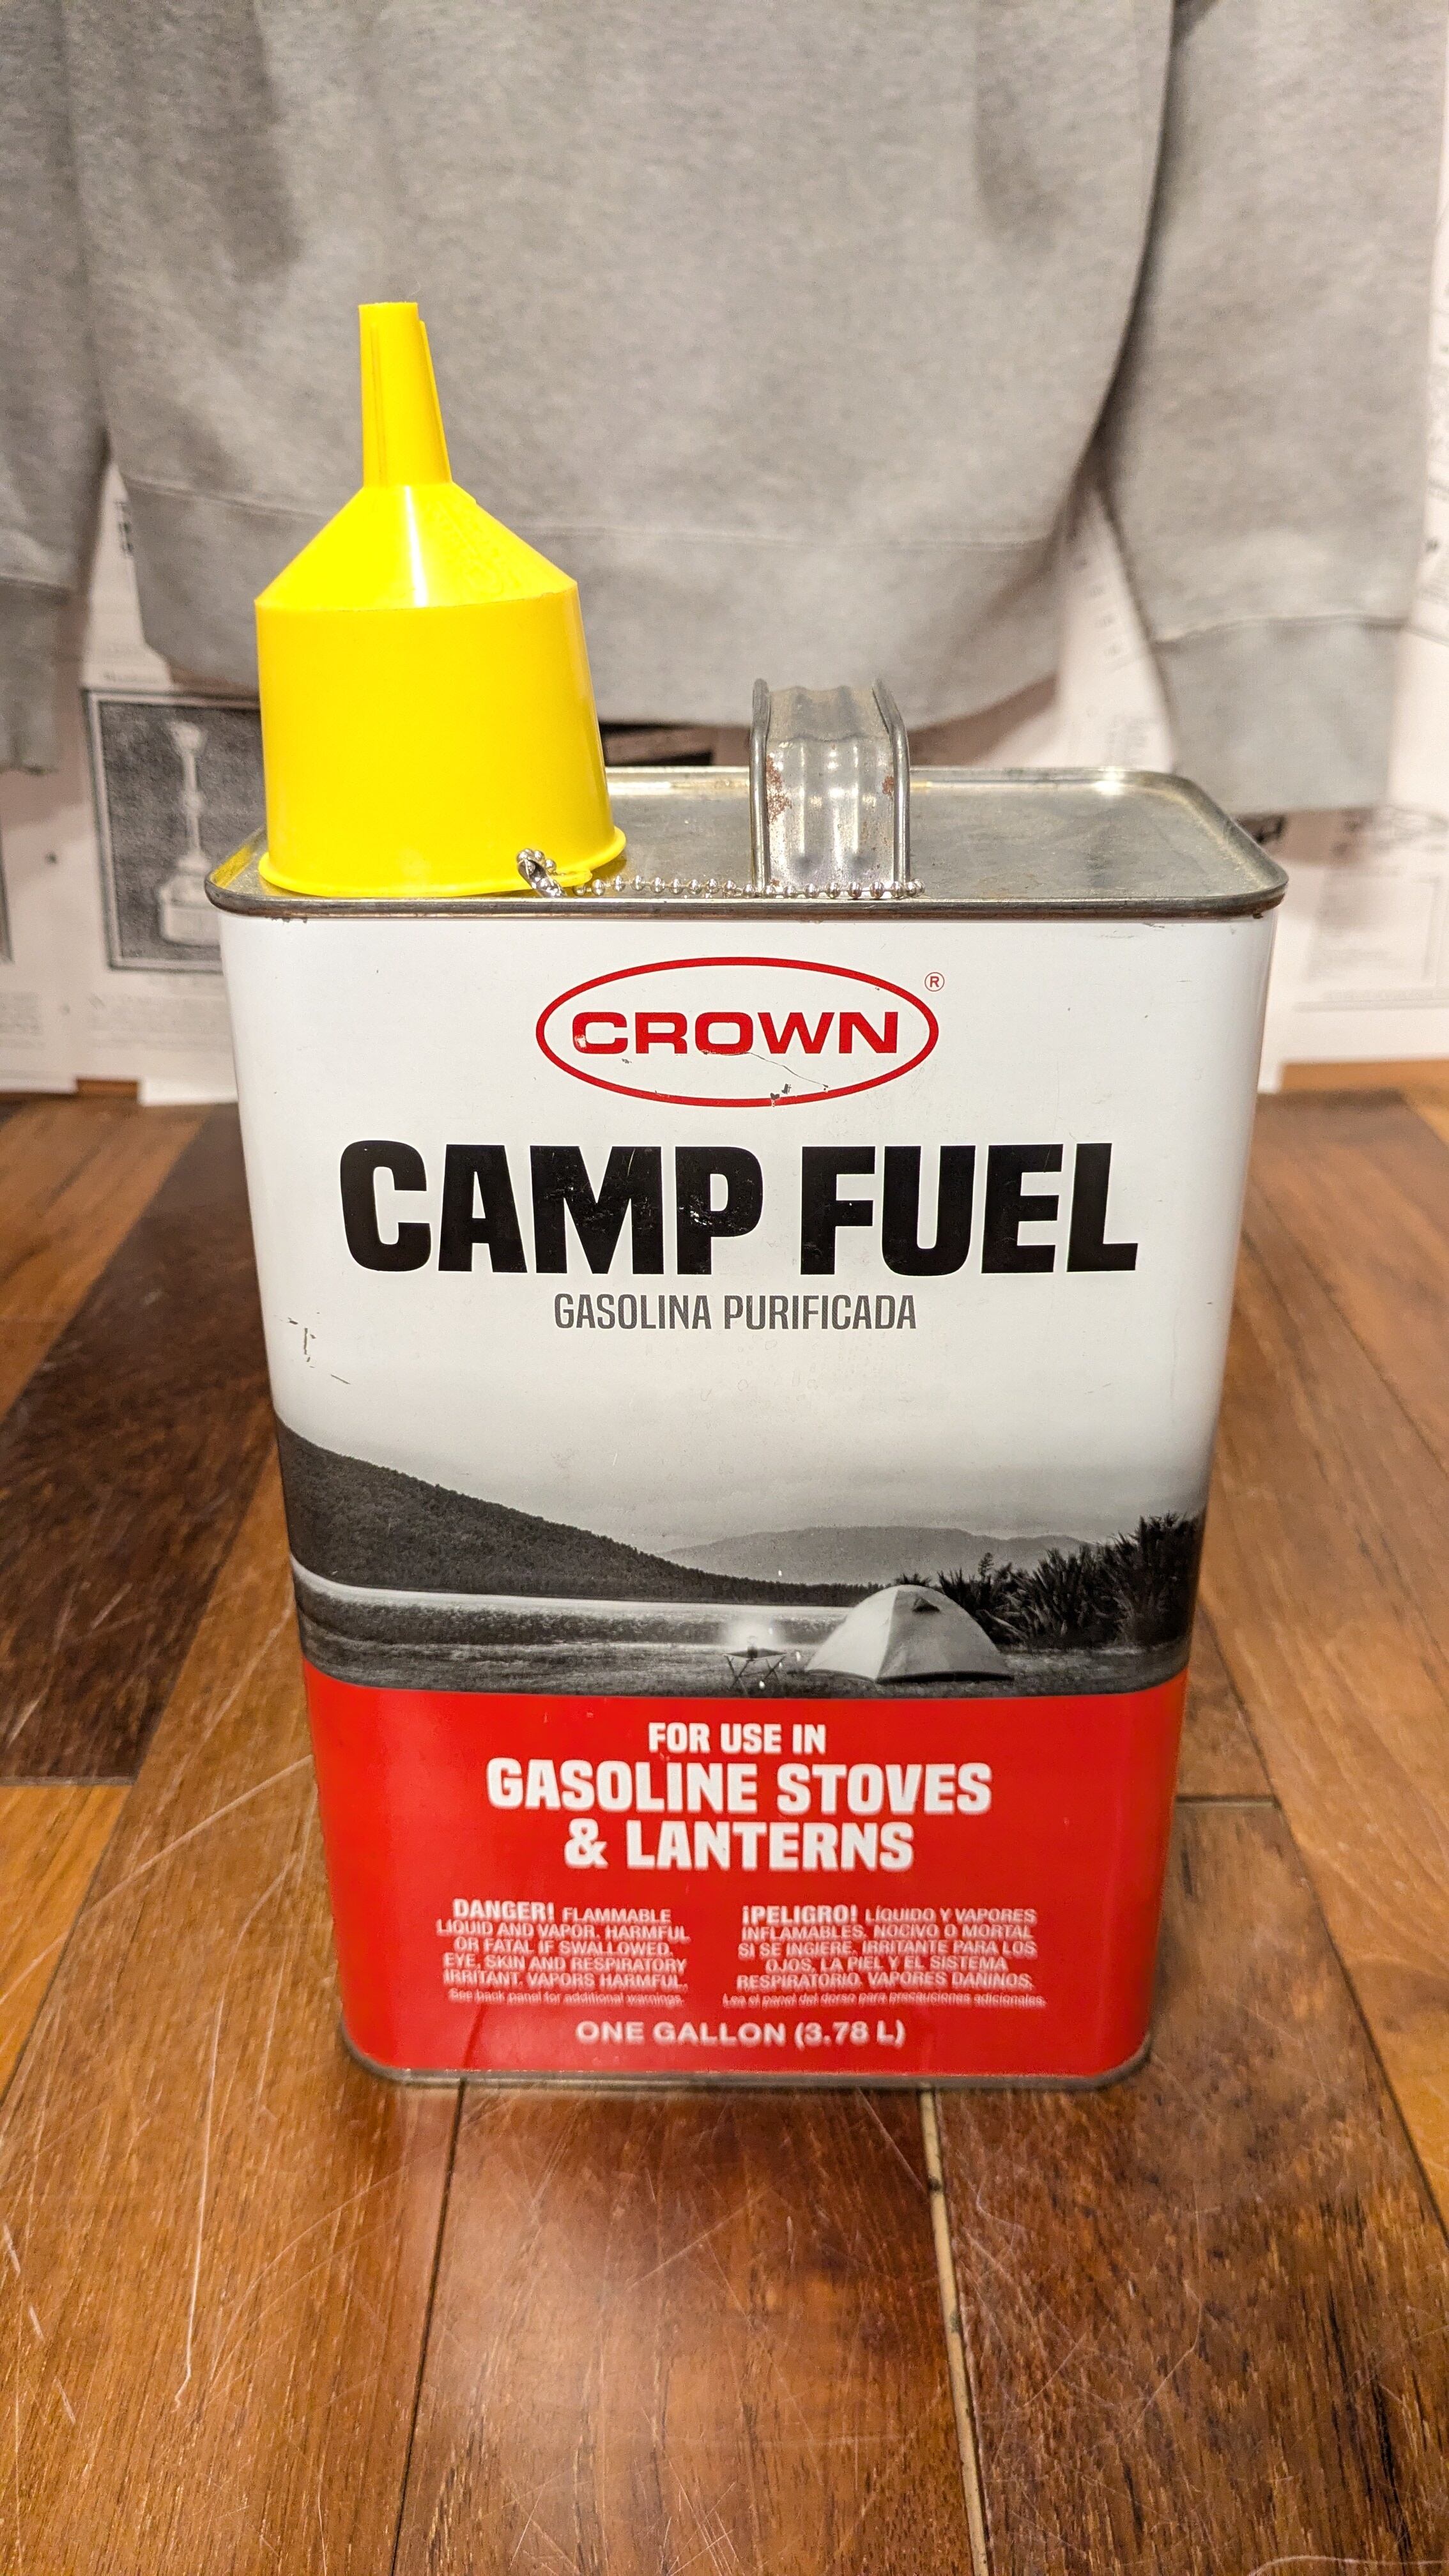 CROWN®
CAMP FUEL
GASOLINA PURIFICADA
FOR USE IN
GASOLINE STOVES
& LANTERNS
DANGER! FLAMMABLE
LIQUID AND VAPOR. HARMFUL
OR FATAL IF SWALLOWED.
EYE, SKIN AND RESPIRATORY
IRRITANT. VAPORS HARMFUL.
See back panel for additional warnings.
¡PELIGRO! LÍQUIDO Y VAPORES
INFLAMABLES. NOCIVO O MORTAL
SI SE INGIERE. IRRITANTE PARA LOS
OJOS, LA PIEL Y EL SISTEMA
RESPIRATORIO. VAPORES DAÑINOS.
Lea el panel del dorso para precauciones adicionales.
ONE GALLON (3.78 L)